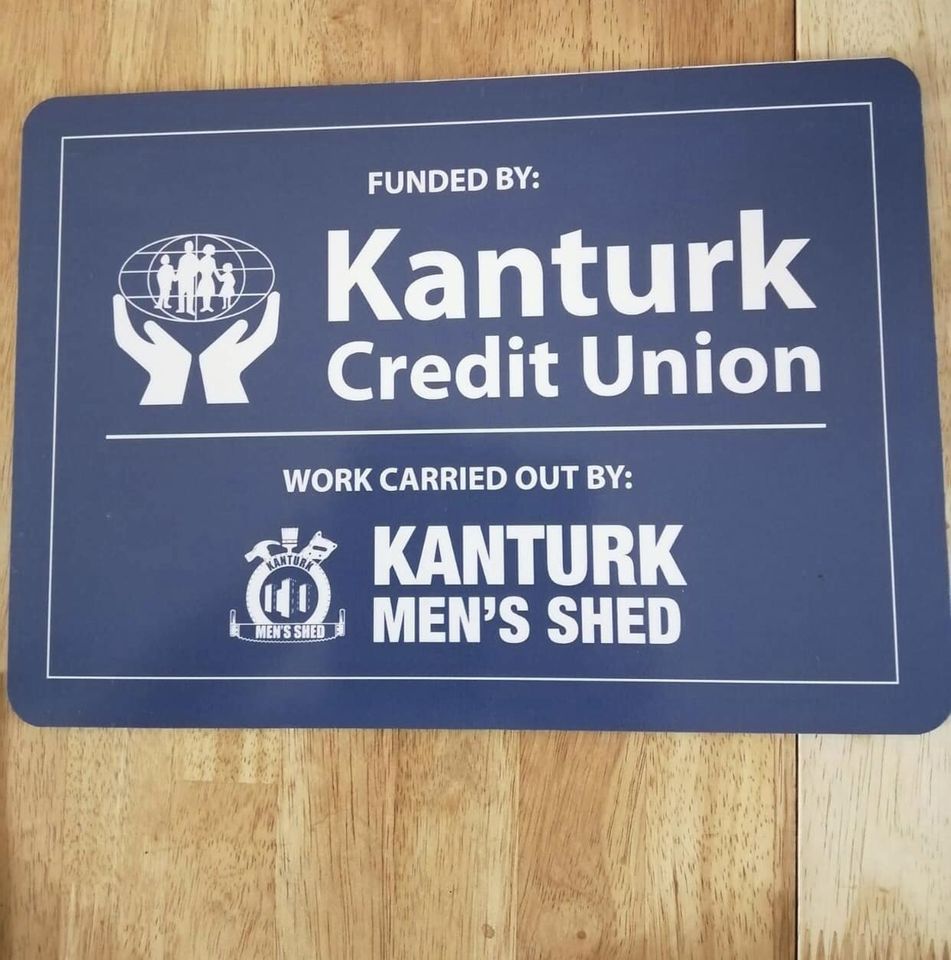 FUNDED BY:
Kanturk
Credit Union
WORK CARRIED OUT BY:
KANTURK
MEN'S SHED
KANTURK
MEN'S SHED